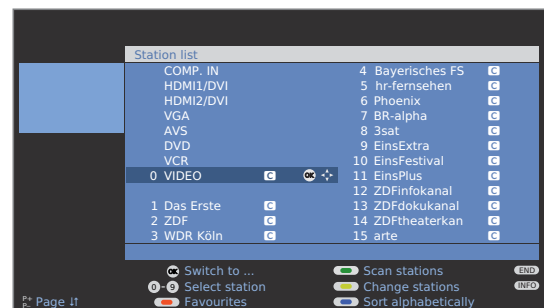 Station list
COMP. IN
HDMI1/DVI
HDMI2/DVI
VGA
AVS
DVD
VCR
0 VIDEO C OK
1 Das Erste C
2 ZDF C
3 WDR Köln C
4 Bayerisches FS C
5 hr-fernsehen C
6 Phoenix C
7 BR-alpha C
8 3sat C
9 EinsExtra C
10 EinsFestival C
11 EinsPlus C
12 ZDFinfokanal C
13 ZDFdokukanal C
14 ZDFtheaterkan C
15 arte C
OK Switch to ...
0-9 Select station
P+ P- Page
Favourites
Scan stations END
Change stations INFO
Sort alphabetically